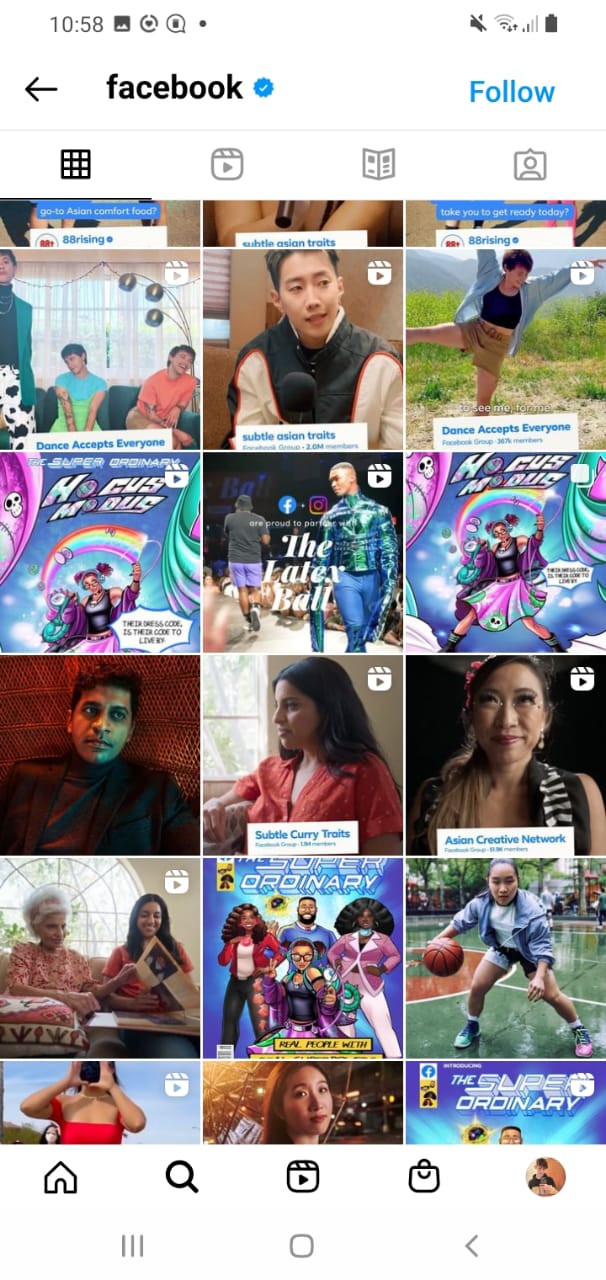 10:58
facebook
Follow
go-to Asian comfort food?
88rising
subtle asian traits
take you to get ready today?
88rising
Dance Accepts Everyone
subtle asian traits
Facebook Group · 2.0M members
to see me, for me
Dance Accepts Everyone
Facebook Group · 367k members
THE SUPER ORDINARY
HOCUS
MODUS
THEIR DRESS CODE,
IS THEIR CODE TO
LIVE BY.
Ball
are proud to partner with
The
Latex
Ball
HOCUS
MODUS
THEIR DRESS CODE,
IS THEIR CODE TO
LIVE BY.
Subtle Curry Traits
Facebook Group · 1.1M members
Asian Creative Network
Facebook Group · 51.9K members
THE SUPER
ORDINARY
REAL PEOPLE WITH
INTRODUCING
THE SUPER
ORDINARY